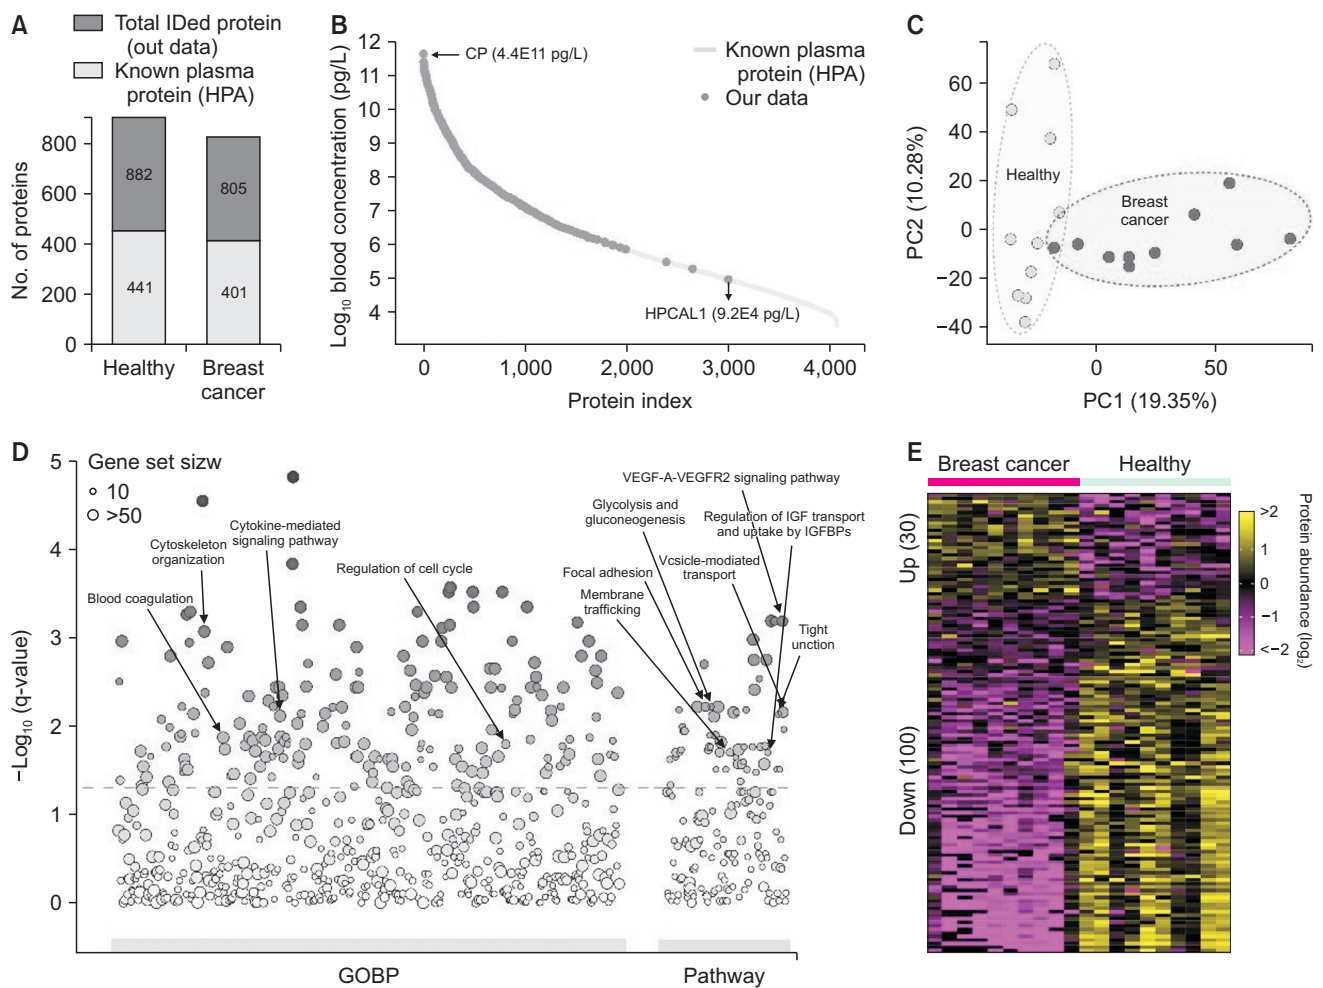 A
Total IDed protein
(out data)
Known plasma
protein (HPA)
No. of proteins
800
600
400
200
0
882
441
805
401
Healthy
Breast
cancer
B
Log10 blood concentration (pg/L)
12
11
10
9
8
7
6
5
4
CP (4.4E11 pg/L)
Known plasma
protein (HPA)
Our data
HPCAL1 (9.2E4 pg/L)
0
1,000
2,000
3,000
4,000
Protein index
C
PC2 (10.28%)
60
40
20
0
−20
−40
Healthy
Breast
cancer
0
50
PC1 (19.35%)
D
−Log10 (q-value)
5
4
3
2
1
0
Gene set sizw
10
>50
Cytokine-mediated
signaling pathway
Cytoskeleton
organization
Blood coagulation
Regulation of cell cycle
VEGF-A-VEGFR2 signaling pathway
Glycolysis and
gluconeogenesis
Regulation of IGF transport
and uptake by IGFBPs
Focal adhesion
Vcsicle-mediated
transport
Membrane
trafficking
Tight
unction
GOBP
Pathway
E
Breast cancer
Healthy
Up (30)
Down (100)
>2
1
0
−1
<−2
Protein abundance (log2)